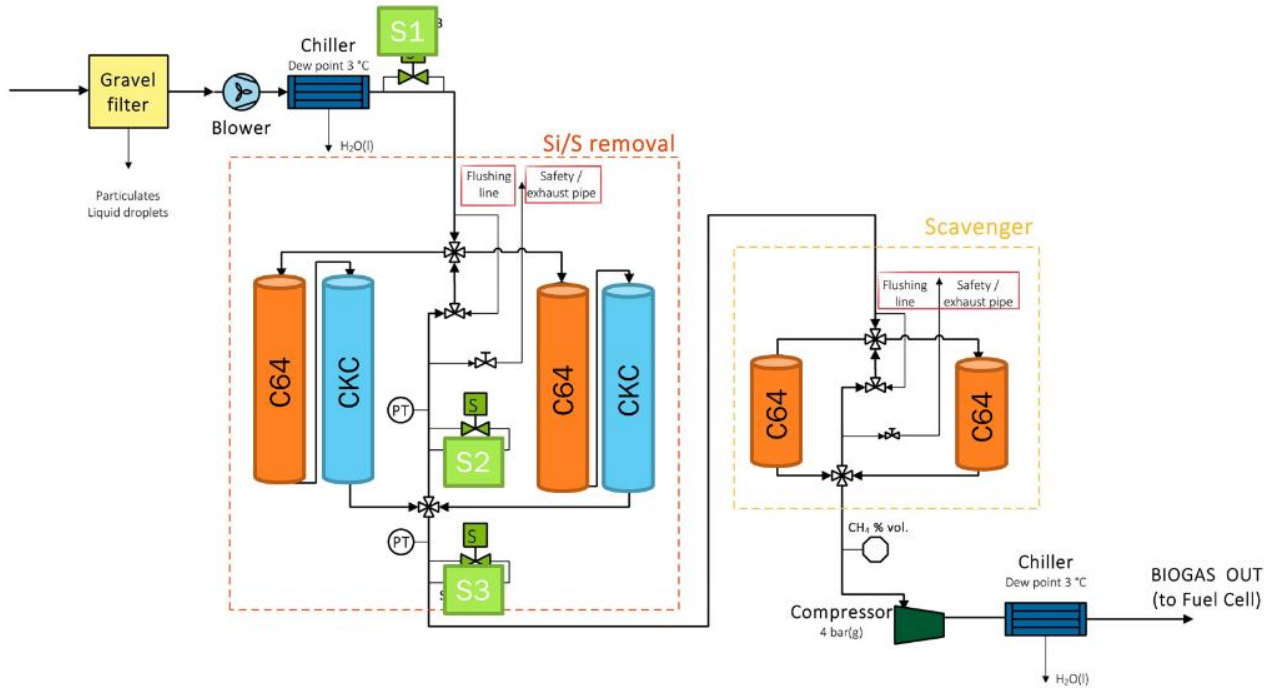 S1
3
Chiller
Dew point 3 °C
Gravel
filter
Blower
H₂O(l)
Particulates
Liquid droplets
Si/S removal
Flushing
line
Safety /
exhaust pipe
C64
CKC
C64
CKC
PT
S
S2
PT
S
S3
S
Scavenger
Flushing
line
Safety /
exhaust pipe
C64
C64
CH₄ % vol.
Compressor
4 bar(g)
Chiller
Dew point 3 °C
H₂O(l)
BIOGAS OUT
(to Fuel Cell)